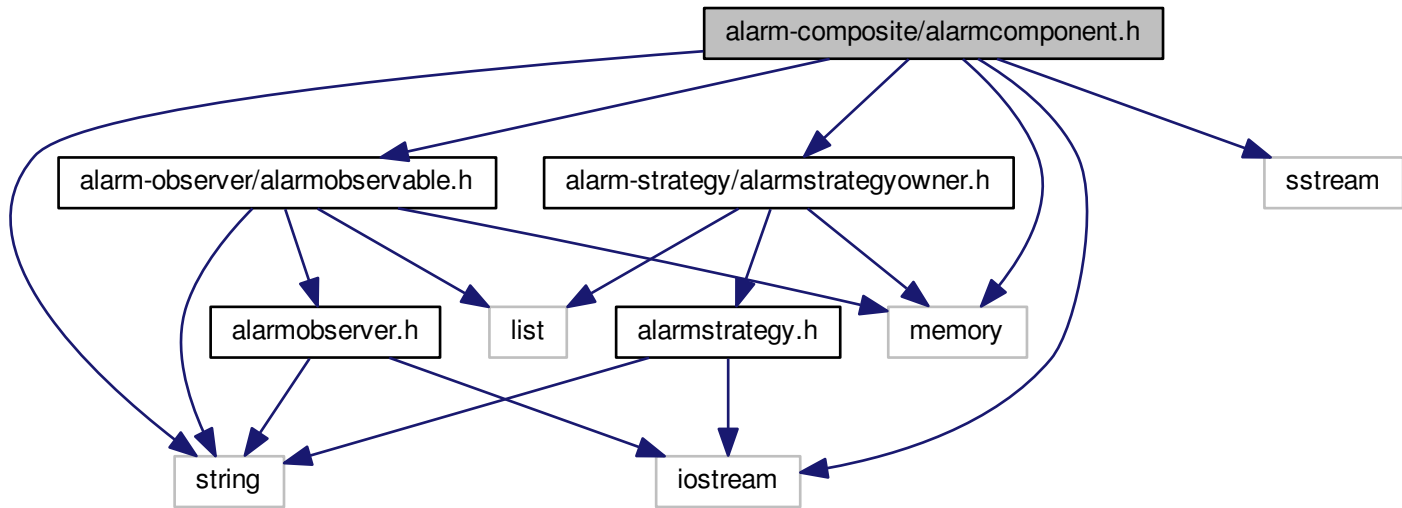 alarm-composite/alarmcomponent.h
alarm-observer/alarmobservable.h
alarm-strategy/alarmstrategyowner.h
sstream
alarmobserver.h
list
alarmstrategy.h
memory
string
iostream